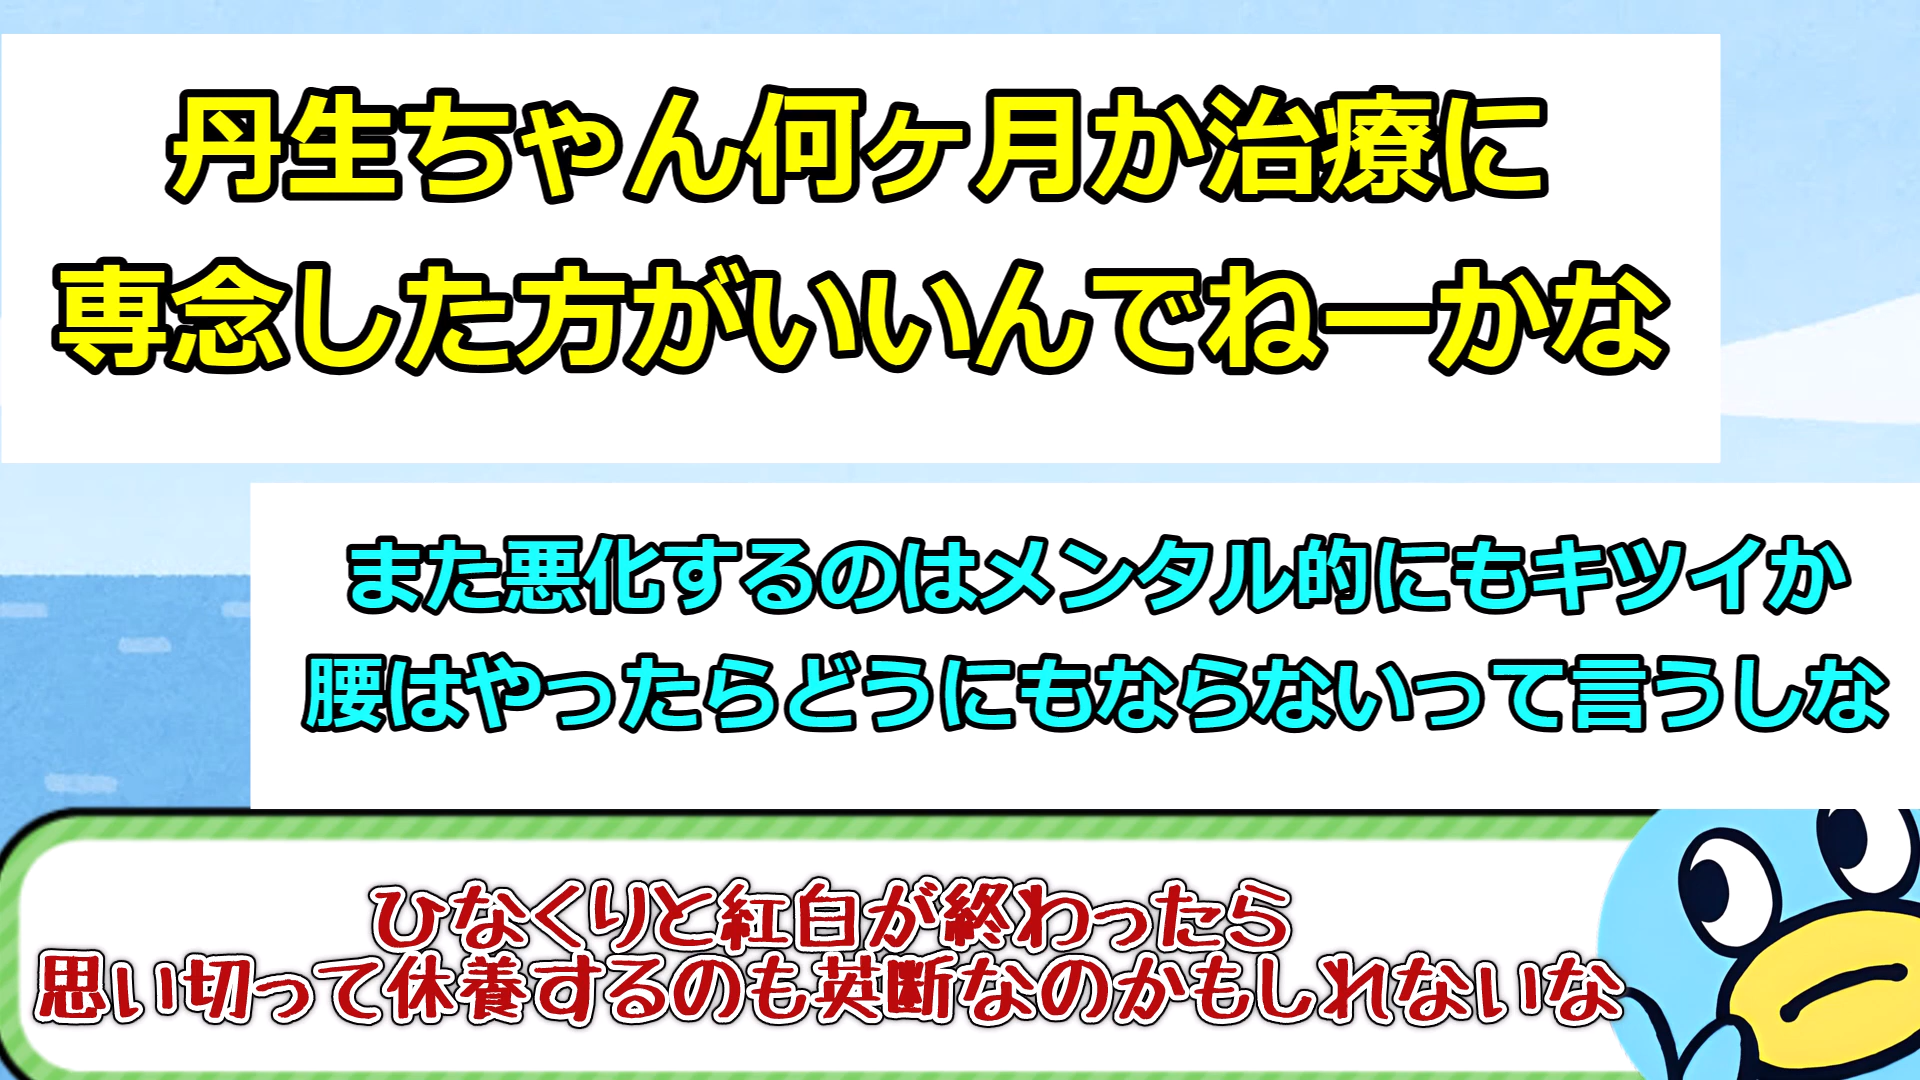 丹生ちゃん何ヶ月か治療に
専念した方がいいんでねーかな
また悪化するのはメンタル的にもキツイか
腰はやったらどうにもならないって言うしな
ひなくりと紅白が終わったら
思い切って休養するのも英断なのかもしれないな